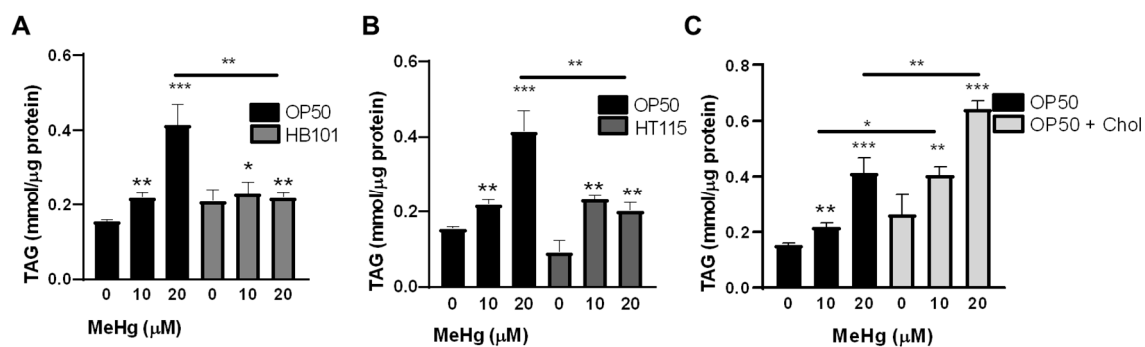 A
0.6
0.4
0.2
0.0
TAG (mmol/μg protein)
**
***
**
*
**
OP50
HB101
0 10 20 0 10 20
MeHg (μM)
B
0.6
0.4
0.2
0.0
TAG (mmol/μg protein)
**
***
**
**
**
OP50
HT115
0 10 20 0 10 20
MeHg (μM)
C
0.8
0.6
0.4
0.2
0.0
TAG (mmol/μg protein)
**
***
*
***
**
**
OP50
OP50 + Chol
0 10 20 0 10 20
MeHg (μM)